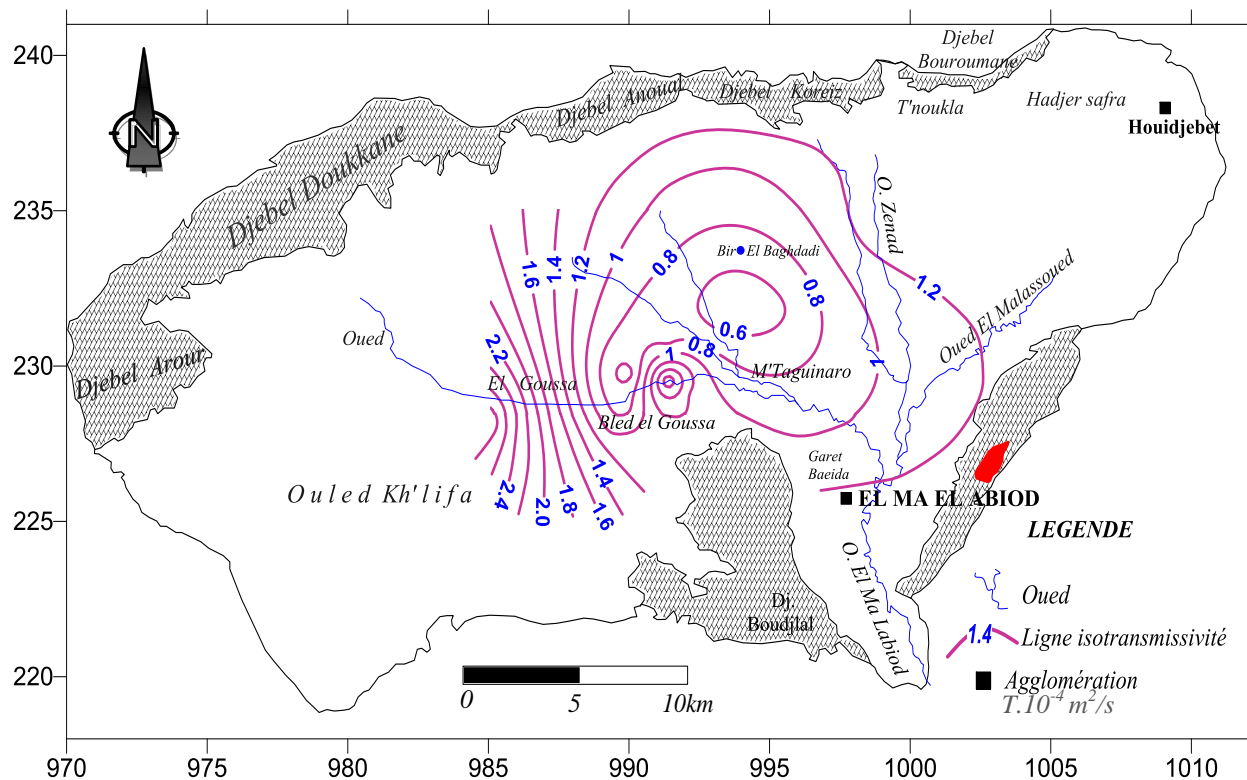 240
235
230
225
220
970
975
980
985
990
995
1000
1005
1010
N
Djebel
Bouroumane
Djebel Anoual
Djebel Koreiz
T'noukla
Hadjer safra
Houidjebet
Djebel Doukkane
O. Zenad
Bir El Baghdadi
1.6
1.4
1.2
1
0.8
0.8
1.2
0.6
Oued El Malassoued
Oued
2.2
El Goussa
1
0.8
1
M'Taguinaro
Djebel Arour
Bled el Goussa
Garet
Baeida
1.4
Ouled Kh'lifa
2.4
2.0
1.8
1.6
EL MA EL ABIOD
LEGENDE
O. El Ma Labiod
Oued
Dj.
Boudjlal
1.4
Ligne isotransmissivité
Agglomération
T.10-4 m2/s
0
5
10km